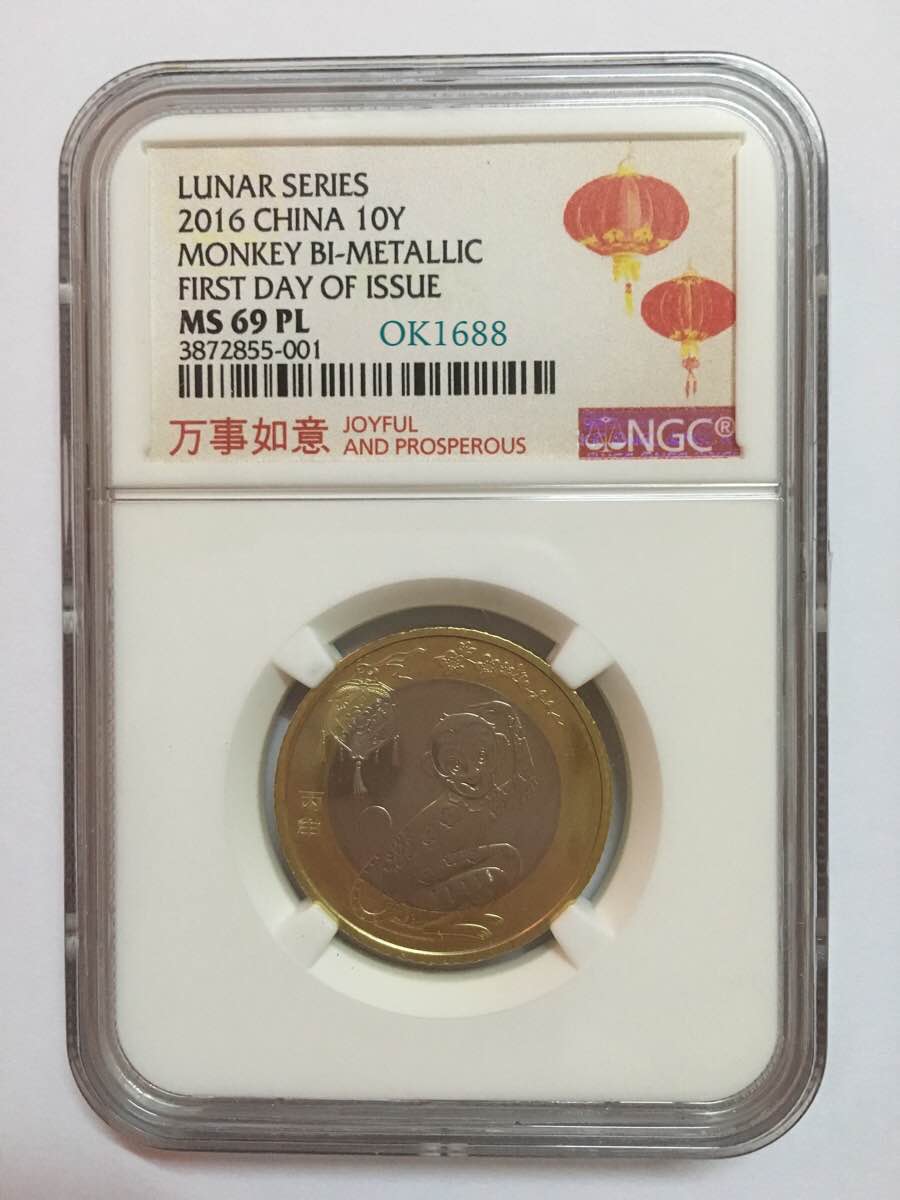 LUNAR SERIES
2016 CHINA 10Y
MONKEY BI-METALLIC
FIRST DAY OF ISSUE
MS 69 PL
OK1688
3872855-001
万事如意 JOYFUL
AND PROSPEROUS
NGC®
丙申